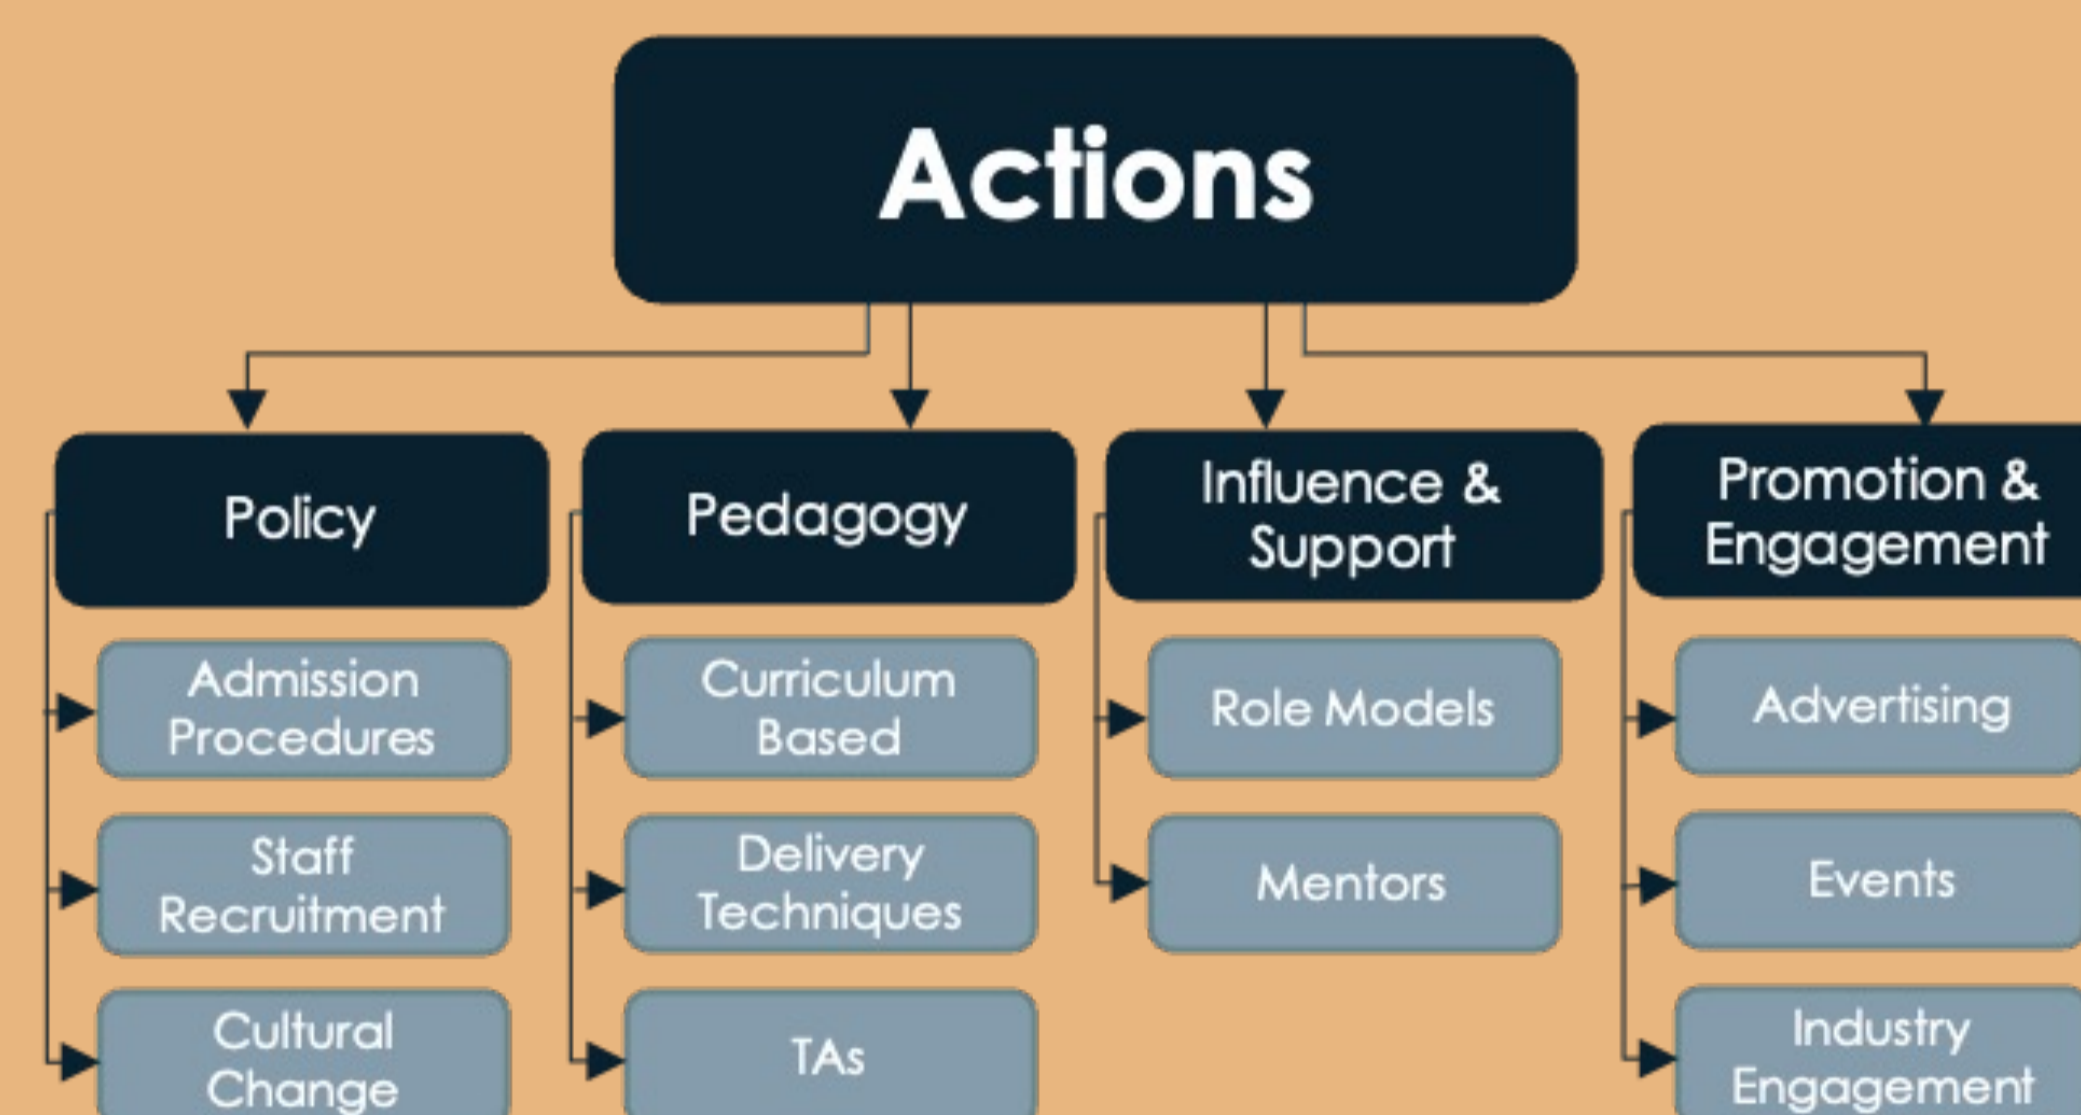 Actions
Policy
Pedagogy
Influence &
Support
Promotion &
Engagement
Admission
Procedures
Curriculum
Based
Role Models
Advertising
Staff
Recruitment
Delivery
Techniques
Mentors
Events
Cultural
Change
TAs
Industry
Engagement